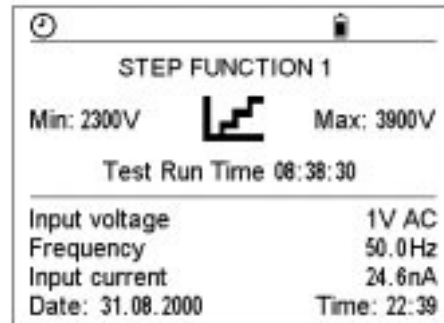 STEP FUNCTION 1
Min: 2300V Max: 3900V
Test Run Time 08:38:30
Input voltage 1V AC
Frequency 50.0Hz
Input current 24.6nA
Date: 31.08.2000 Time: 22:39